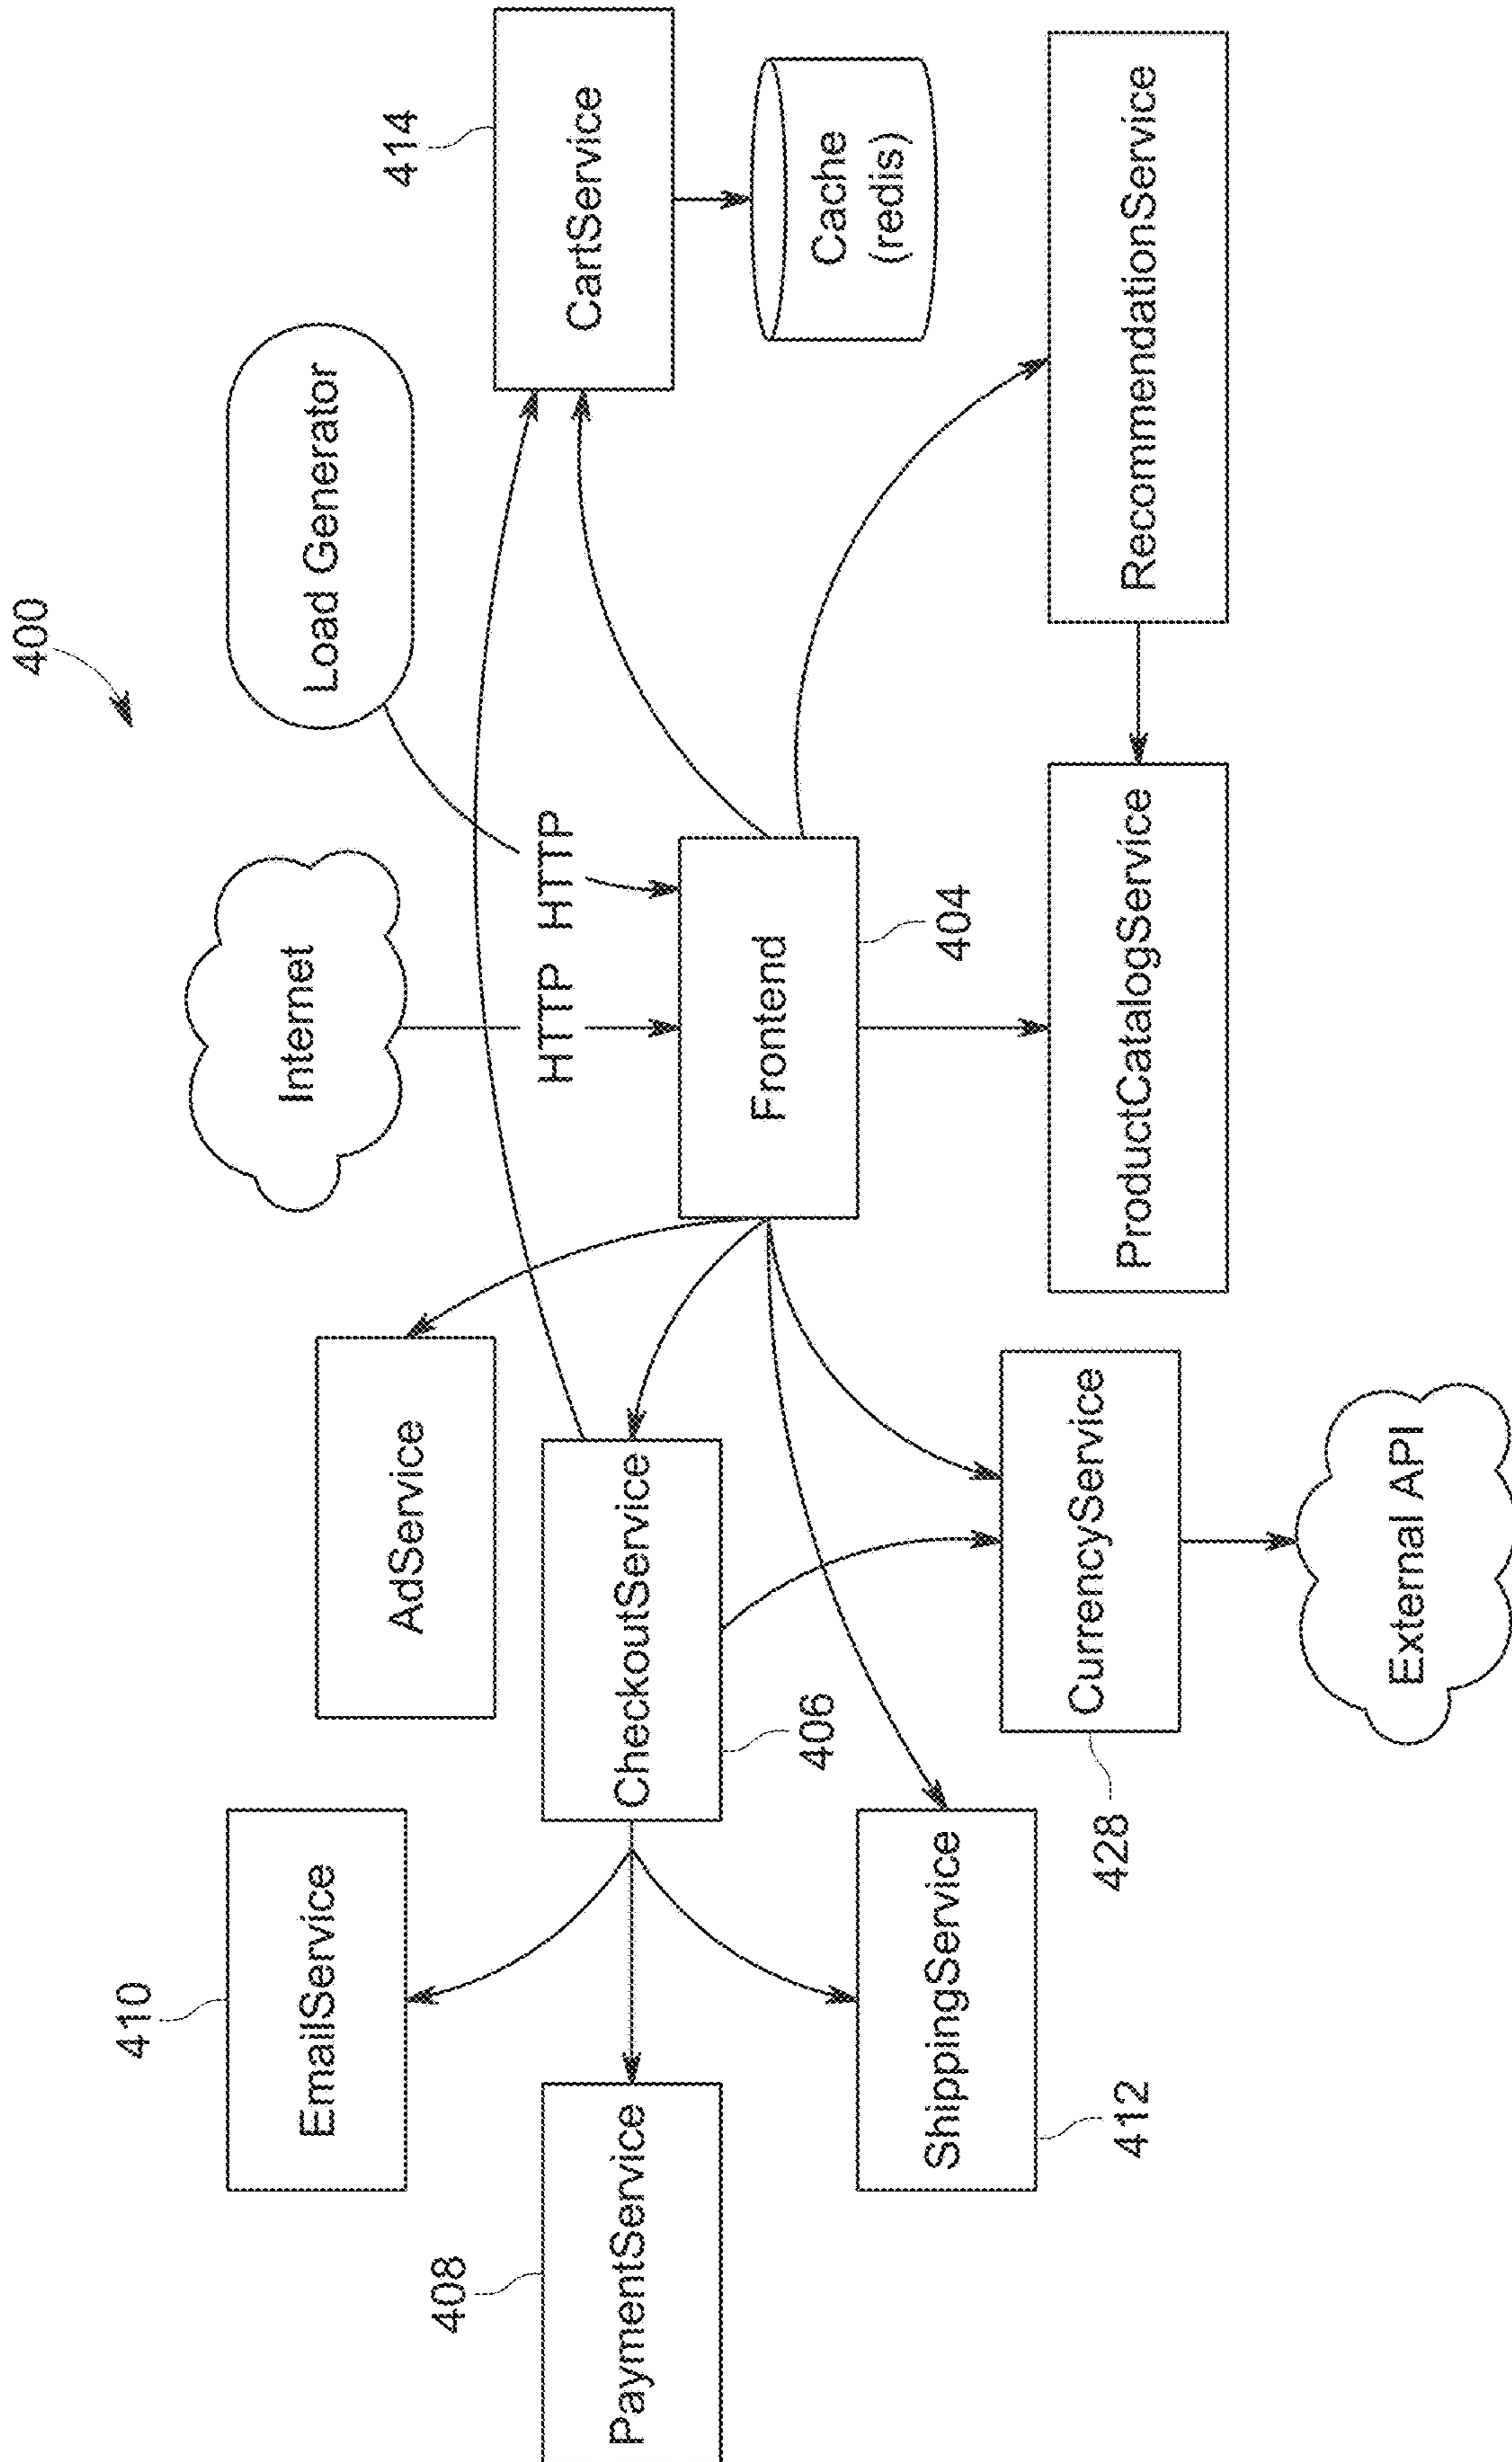 400
Internet
Load Generator
HTTP
HTTP
410
EmailService
AdService
414
CartService
408
PaymentService
CheckoutService
406
Frontend
404
Cache
(redis)
ShippingService
412
CurrencyService
428
ProductCatalogService
RecommendationService
External API